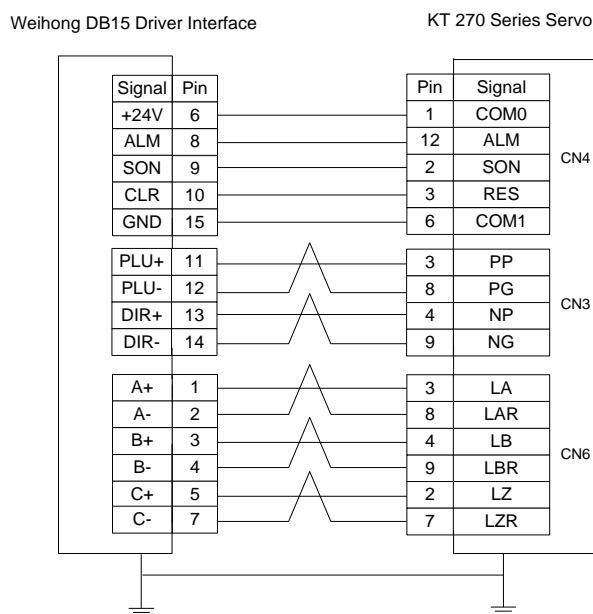 Weihong DB15 Driver Interface KT 270 Series Servo
Signal Pin Pin Signal
+24V 6 1 COM0
ALM 8 12 ALM
SON 9 2 SON
CLR 10 3 RES
GND 15 6 COM1
CN4
PLU+ 11 3 PP
PLU- 12 8 PG
DIR+ 13 4 NP
DIR- 14 9 NG
CN3
A+ 1 3 LA
A- 2 8 LAR
B+ 3 4 LB
B- 4 9 LBR
C+ 5 2 LZ
C- 7 7 LZR
CN6